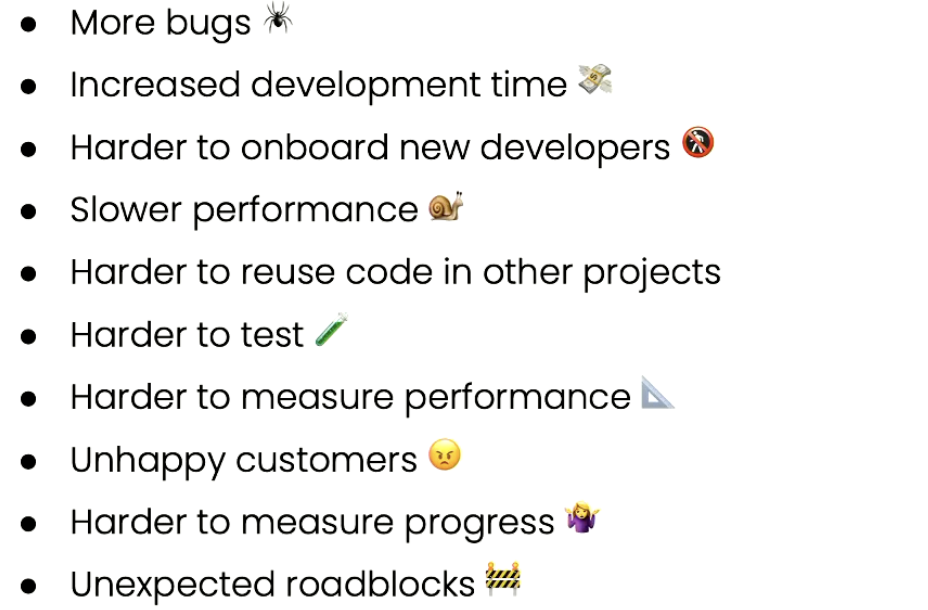 ● More bugs 🕷
● Increased development time 💸
● Harder to onboard new developers 🚷
● Slower performance 🐌
● Harder to reuse code in other projects
● Harder to test 🧪
● Harder to measure performance 📐
● Unhappy customers 😠
● Harder to measure progress 🤷‍♀️
● Unexpected roadblocks 🚧